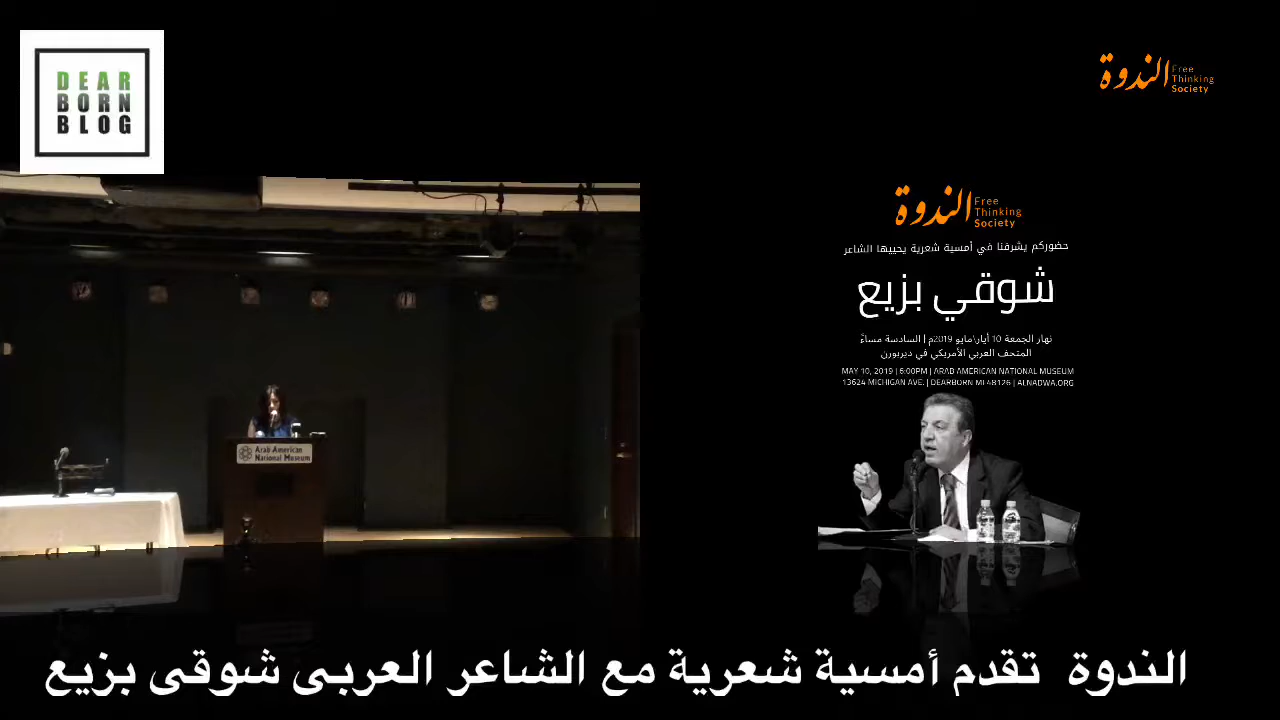 DEAR
BORN
BLOG
الندوة
Free
Thinking
Society
الندوة
Free
Thinking
Society
حضوركم يشرفنا في أمسية شعرية يحييها الشاعر
شوقي بزيع
نهار الجمعة 10 أيار\مايو 2019م | السادسة مساءً
المتحف العربي الأمريكي في ديربورن
MAY 10, 2019 | 6:00PM | ARAB AMERICAN NATIONAL MUSEUM
13624 MICHIGAN AVE. | DEARBORN MI 48126 | ALNADWA.ORG
Arab American
National Museum
الندوة تقدم أمسية شعرية مع الشاعر العربى شوقى بزيع